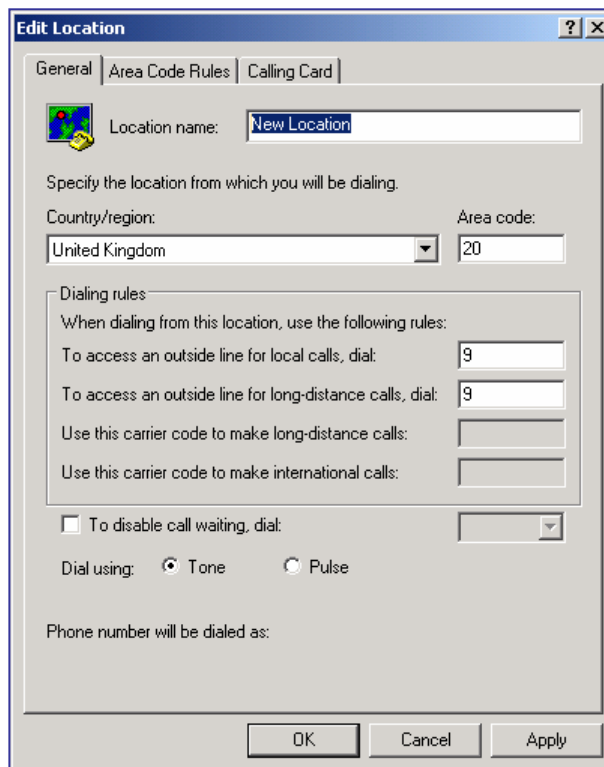 Edit Location
General Area Code Rules Calling Card
Location name: New Location
Specify the location from which you will be dialing.
Country/region: Area code:
United Kingdom 20
Dialing rules
When dialing from this location, use the following rules:
To access an outside line for local calls, dial: 9
To access an outside line for long-distance calls, dial: 9
Use this carrier code to make long-distance calls:
Use this carrier code to make international calls:
To disable call waiting, dial:
Dial using: Tone Pulse
Phone number will be dialed as:
OK Cancel Apply